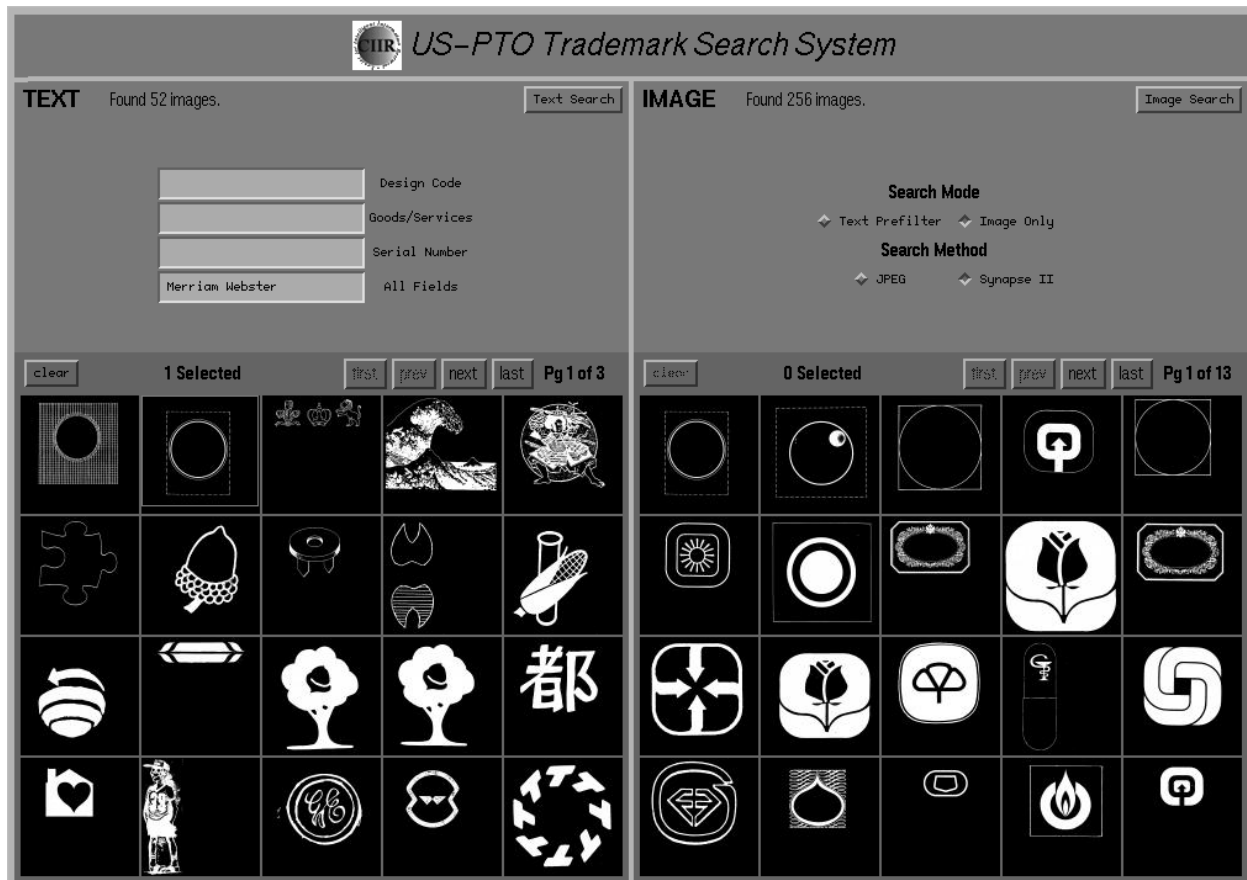 CIIR US-PTO Trademark Search System
TEXT Found 52 images. Text Search
Design Code
Goods/Services
Serial Number
Merriam Webster All Fields
clear 1 Selected first prev next last Pg 1 of 3
IMAGE Found 256 images. Image Search
Search Mode
Text Prefilter Image Only
Search Method
JPEG Synapse II
clear 0 Selected first prev next last Pg 1 of 13
都
GE